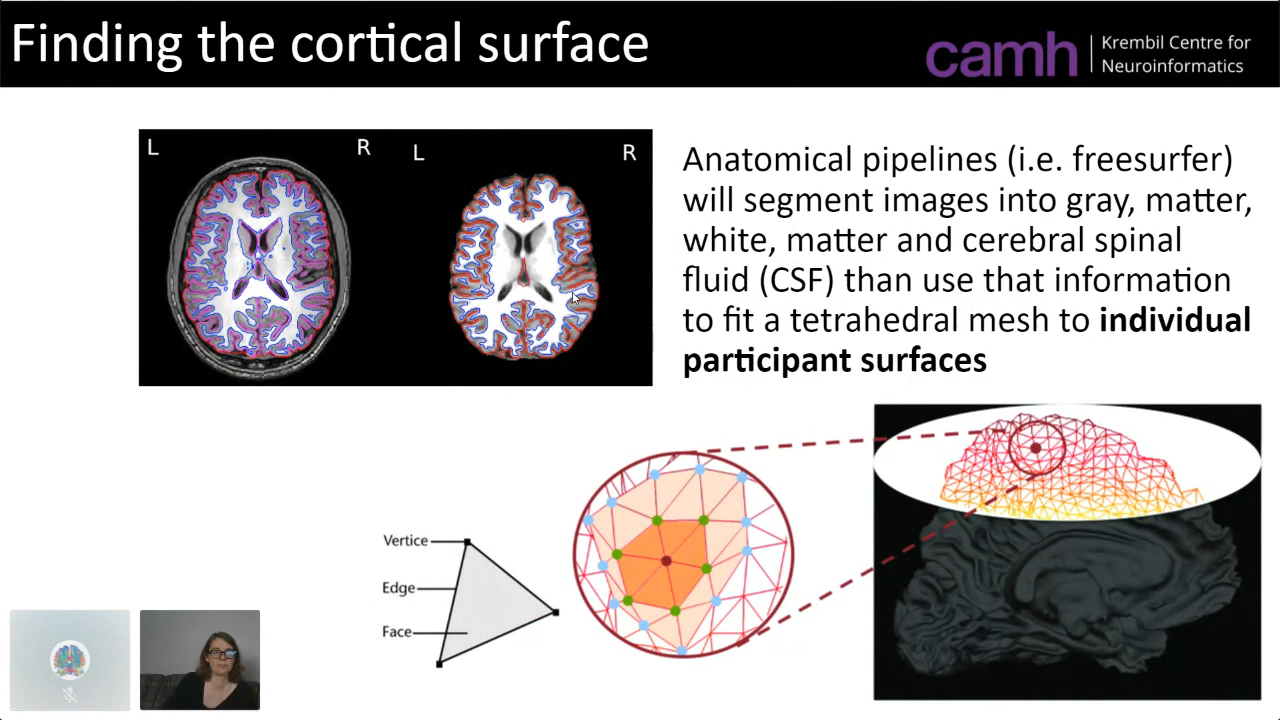 Finding the cortical surface
camh
Krembil Centre for
Neuroinformatics
L
R
L
R
Anatomical pipelines (i.e. freesurfer)
will segment images into gray, matter,
white, matter and cerebral spinal
fluid (CSF) than use that information
to fit a tetrahedral mesh to individual
participant surfaces
Vertice
Edge
Face